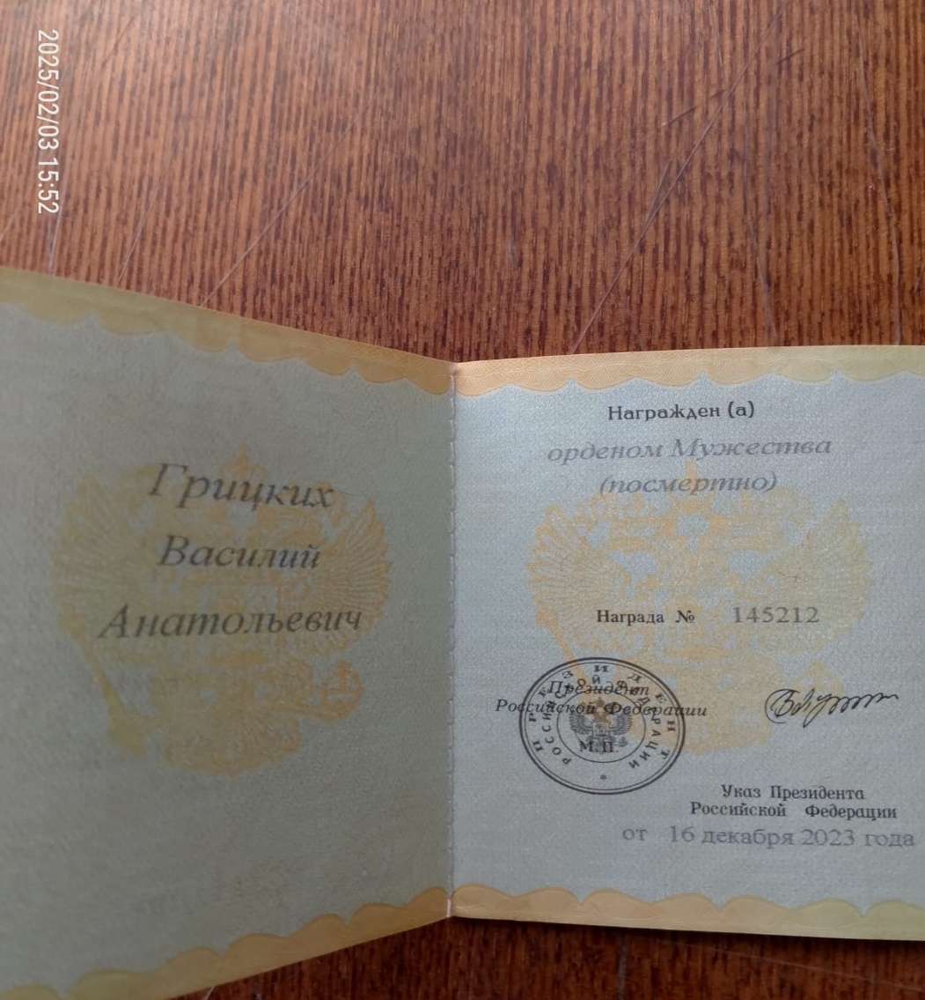 2025/02/03 15:52
Грицких
Василий
Анатольевич
Награжден (а)
орденом Мужества
(посмертно)
Награда № 145212
Президент
Российской Федерации
М.П.
ПРЕЗИДЕНТ
РОССИЙСКОЙ ФЕДЕРАЦИИ
*
Указ Президента
Российской Федерации
от 16 декабря 2023 года